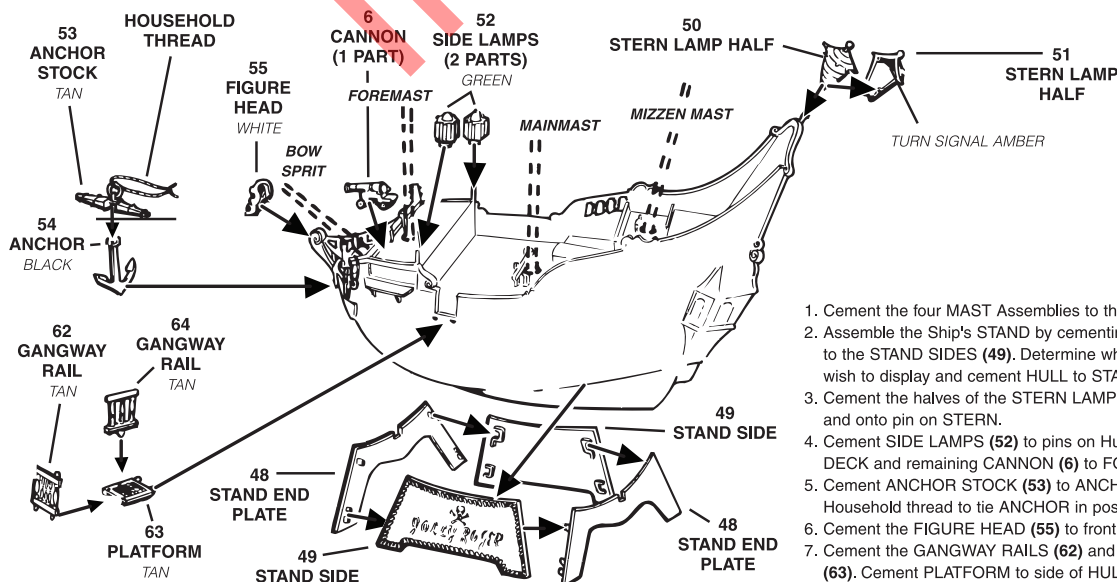 53
ANCHOR
STOCK
TAN
HOUSEHOLD
THREAD
55
FIGURE
HEAD
WHITE
6
CANNON
(1 PART)
FOREMAST
52
SIDE LAMPS
(2 PARTS)
GREEN
BOW
SPRIT
MAINMAST
MIZZEN MAST
50
STERN LAMP HALF
51
STERN LAMP
HALF
TURN SIGNAL AMBER
54
ANCHOR
BLACK
62
GANGWAY
RAIL
TAN
64
GANGWAY
RAIL
TAN
63
PLATFORM
TAN
48
STAND END
PLATE
49
STAND SIDE
JOLLY ROGER
49
STAND SIDE
48
STAND END
PLATE
1. Cement the four MAST Assemblies to th
2. Assemble the Ship's STAND by cementin
to the STAND SIDES (49). Determine wh
wish to display and cement HULL to STA
3. Cement the halves of the STERN LAMP
and onto pin on STERN.
4. Cement SIDE LAMPS (52) to pins on Hu
DECK and remaining CANNON (6) to FO
5. Cement ANCHOR STOCK (53) to ANCH
Household thread to tie ANCHOR in pos
6. Cement the FIGURE HEAD (55) to front
7. Cement the GANGWAY RAILS (62) and
(63). Cement PLATFORM to side of HUL